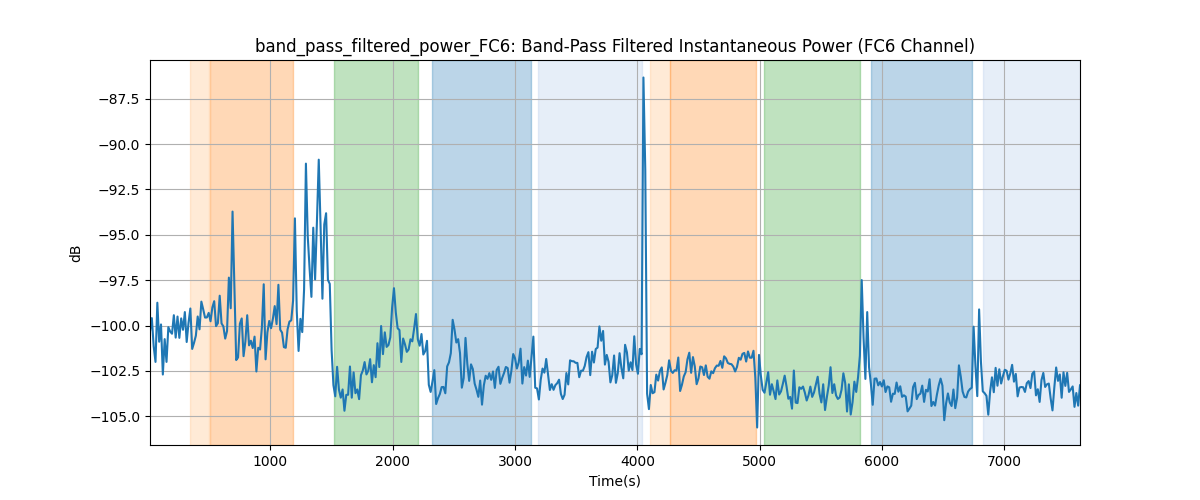 band_pass_filtered_power_FC6: Band-Pass Filtered Instantaneous Power (FC6 Channel)
−87.5
−90.0
−92.5
−95.0
−97.5
−100.0
−102.5
−105.0
dB
1000 2000 3000 4000 5000 6000 7000
Time(s)